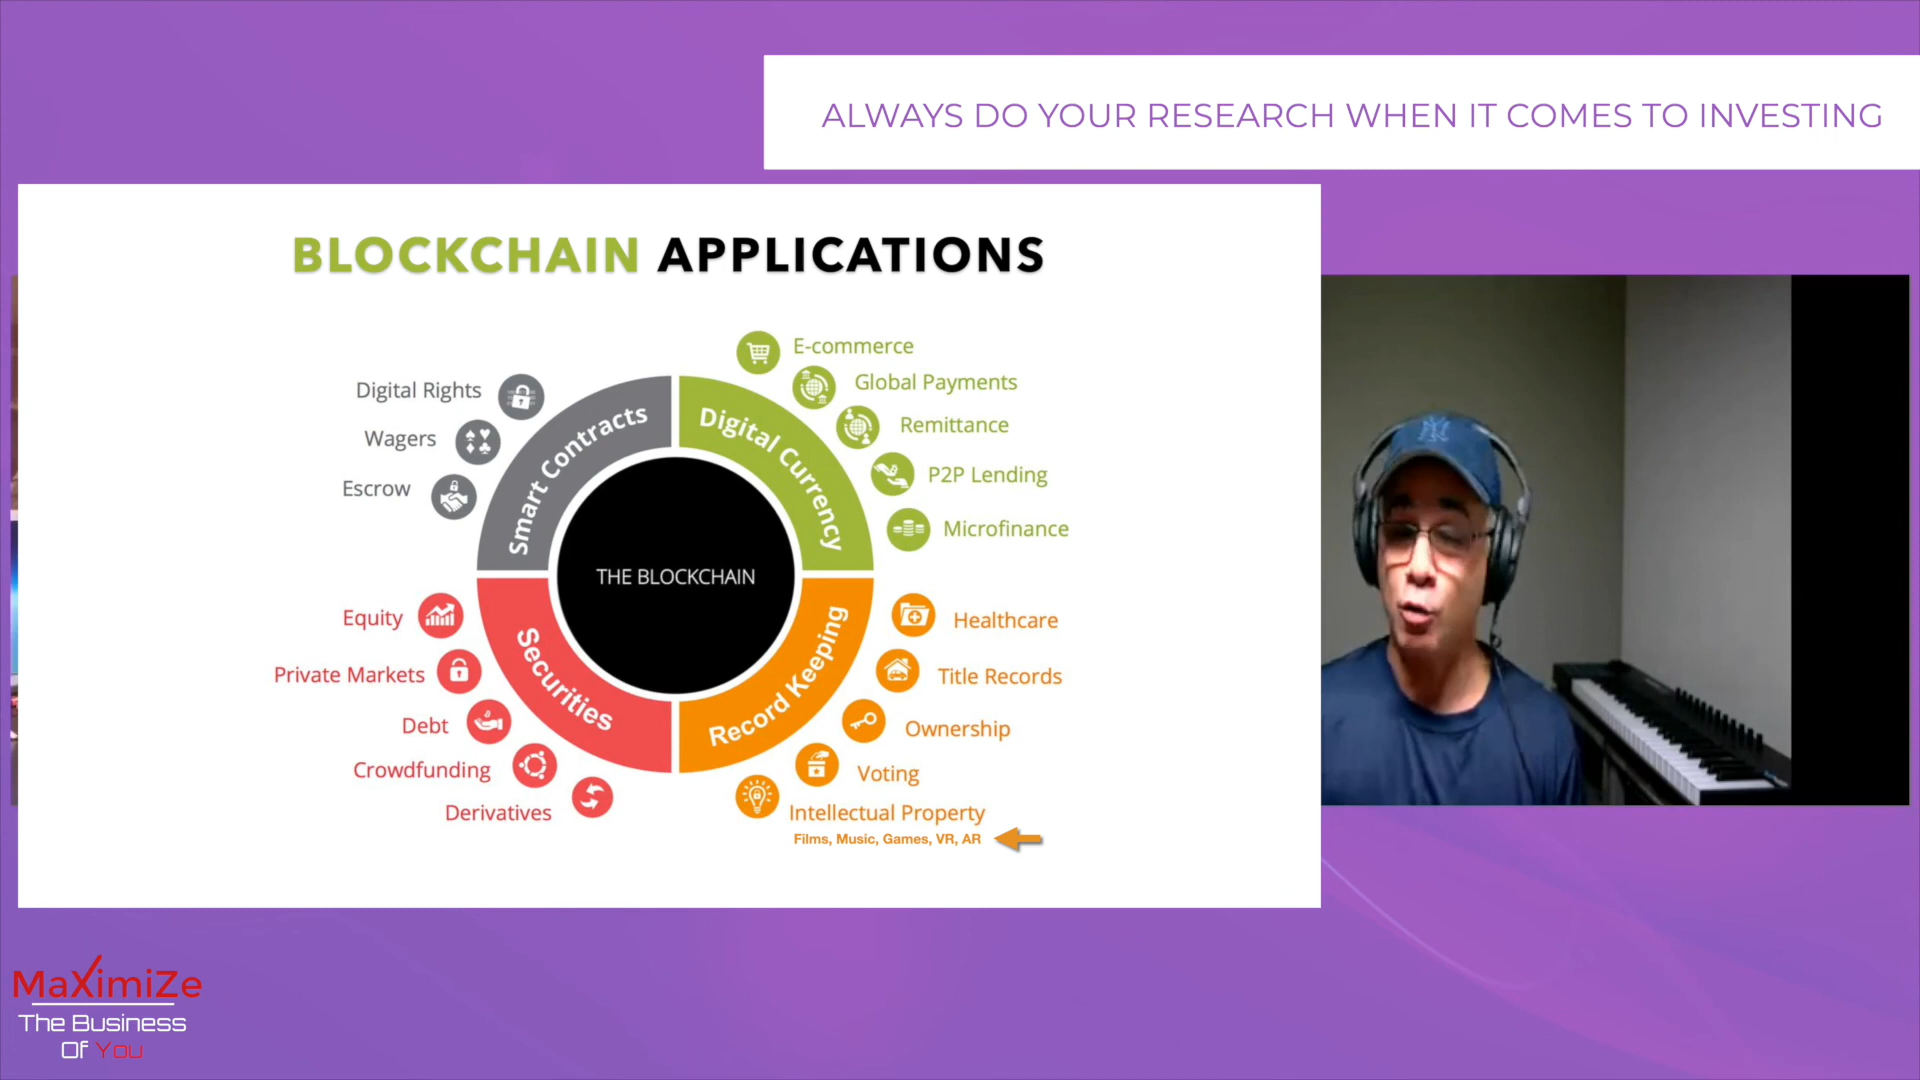 ALWAYS DO YOUR RESEARCH WHEN IT COMES TO INVESTING
BLOCKCHAIN APPLICATIONS
Digital Rights
Wagers
Escrow
Smart Contracts
E-commerce
Global Payments
Remittance
P2P Lending
Microfinance
Digital Currency
THE BLOCKCHAIN
Equity
Private Markets
Debt
Crowdfunding
Derivatives
Securities
Healthcare
Title Records
Ownership
Voting
Intellectual Property
Films, Music, Games, VR, AR
Record Keeping
NY
MaXimiZe
The Business
Of You